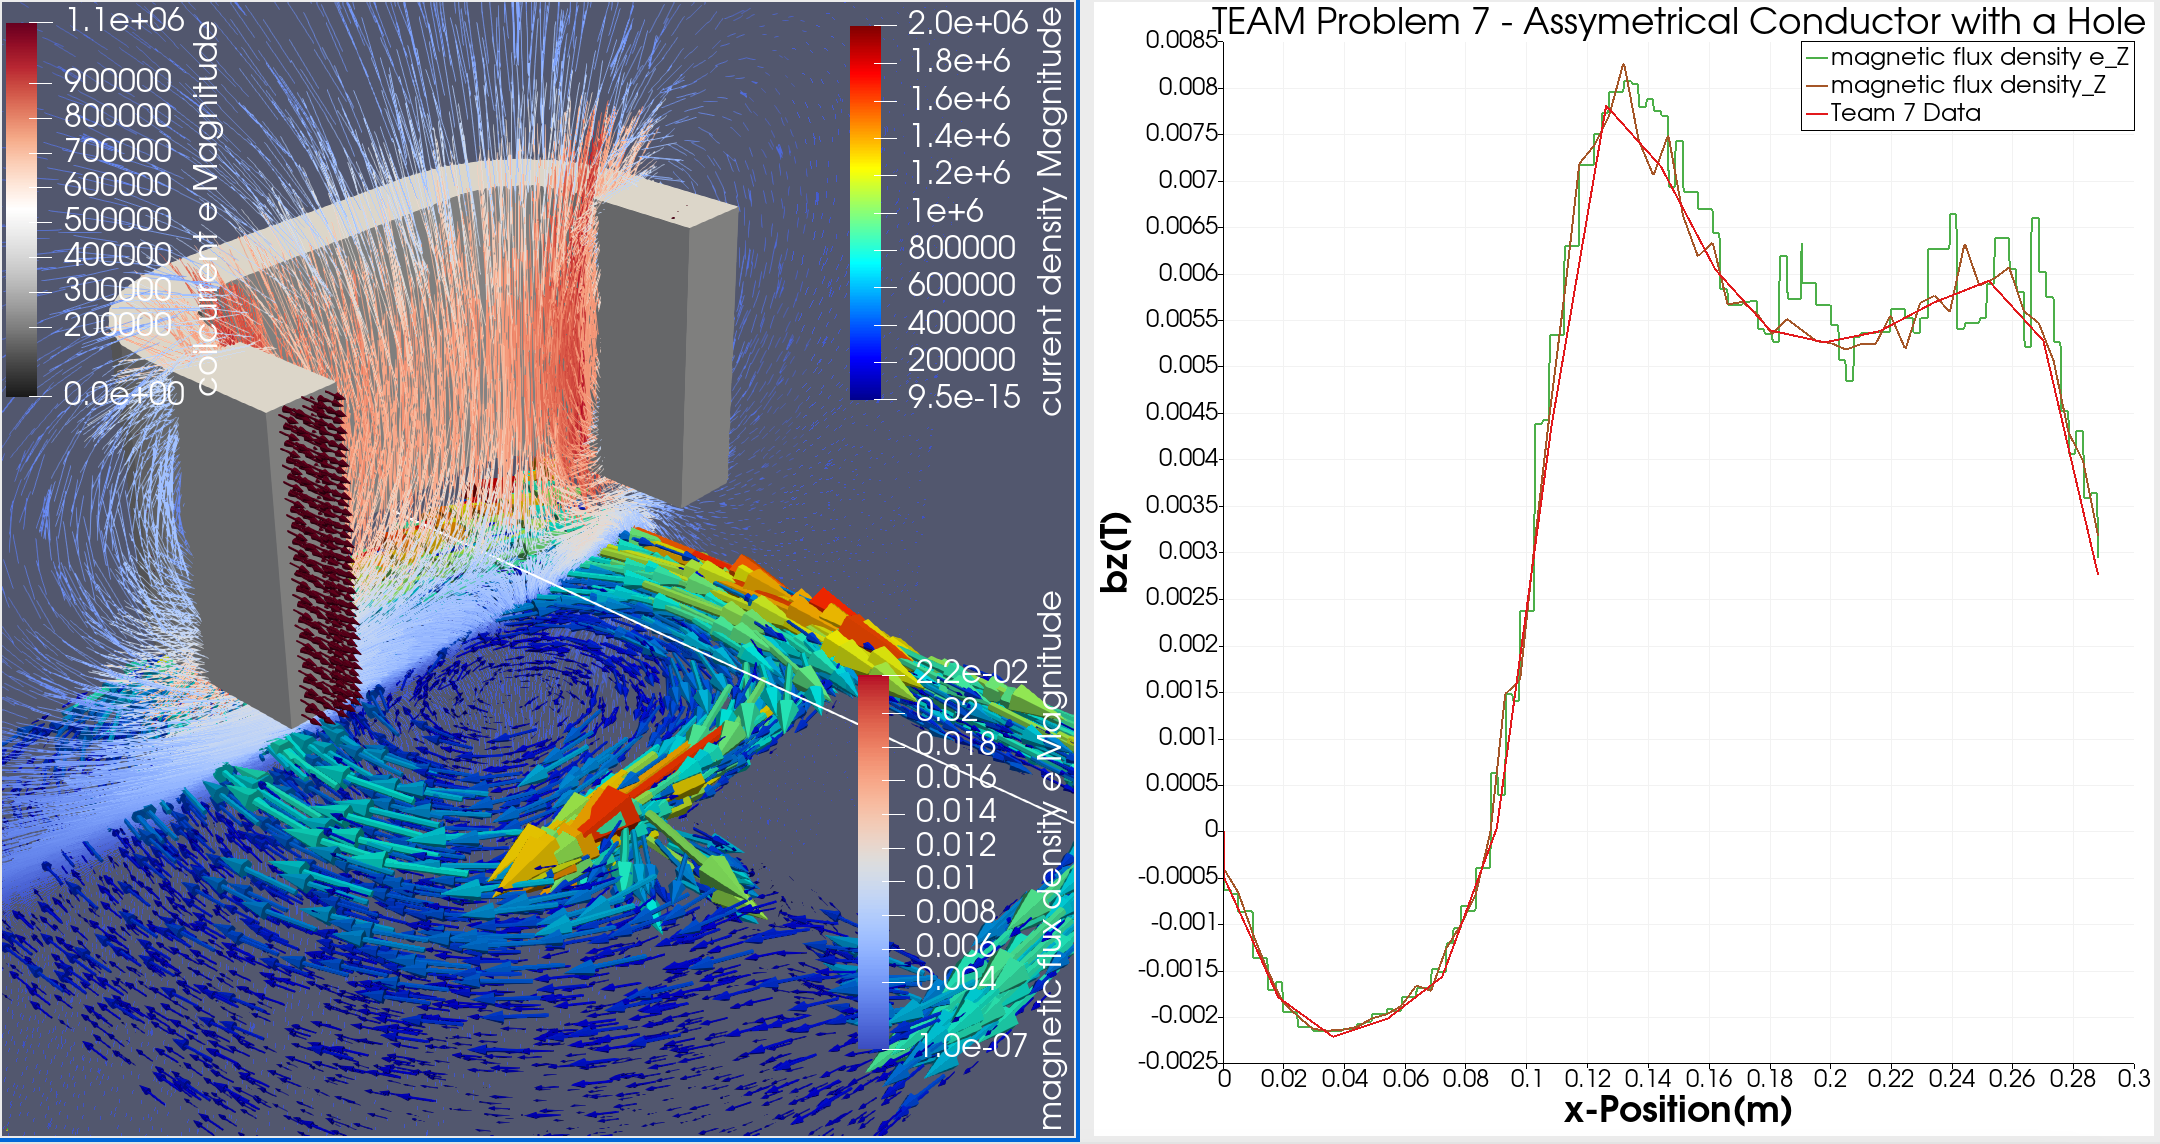 1.1e+06
900000
800000
700000
600000
500000
400000
300000
200000
0.0e+00
coilcurrent e Magnitude
2.0e+06
1.8e+6
1.6e+6
1.4e+6
1.2e+6
1e+6
800000
600000
400000
200000
9.5e-15
current density Magnitude
2.2e-02
0.02
0.018
0.016
0.014
0.012
0.01
0.008
0.006
0.004
1.0e-07
magnetic flux density e Magnitude
TEAM Problem 7 - Assymetrical Conductor with a Hole
magnetic flux density e_Z
magnetic flux density_Z
Team 7 Data
0.0085
0.008
0.0075
0.007
0.0065
0.006
0.0055
0.005
0.0045
0.004
0.0035
0.003
0.0025
0.002
0.0015
0.001
0.0005
0
-0.0005
-0.001
-0.0015
-0.002
-0.0025
bz(T)
0 0.02 0.04 0.06 0.08 0.1 0.12 0.14 0.16 0.18 0.2 0.22 0.24 0.26 0.28 0.3
x-Position(m)